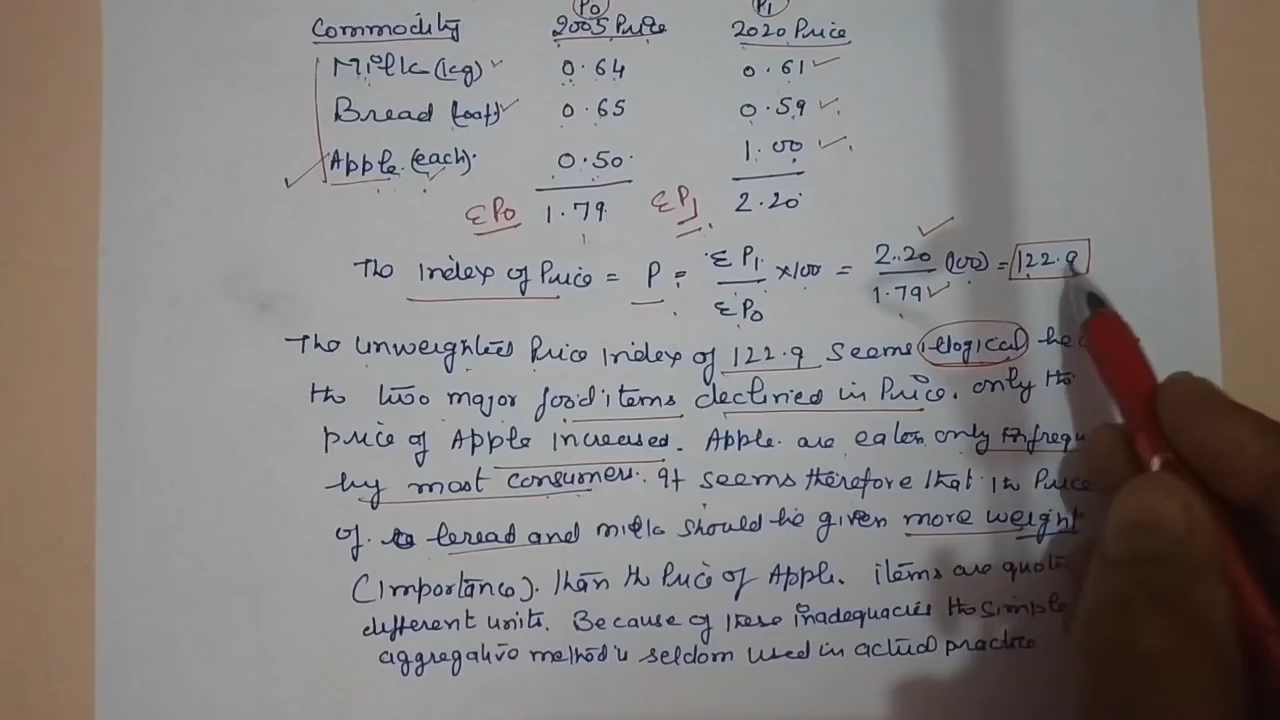 P0 P1
Commodity 2005 Price 2020 Price
Milk (kg) 0.64 0.61
Bread (loaf) 0.65 0.59
Apple (each). 0.50 1.00
ΣP0 1.79 ΣP1 2.20
The Index of Price = P = ΣP1/ΣP0 ×100 = 2.20/1.79 (100) = 122.9
The unweighted Price Index of 122.9 Seems illogical
the two major food items declined in Price. only the
price of Apple increased. Apple are eaten only
by most consumers. It seems therefore that the Price
of bread and milk should be given more weight
(Importance). than the Price of Apple. items are
different units. Because of these inadequacies the simple
aggregative method is seldom used in actual practice